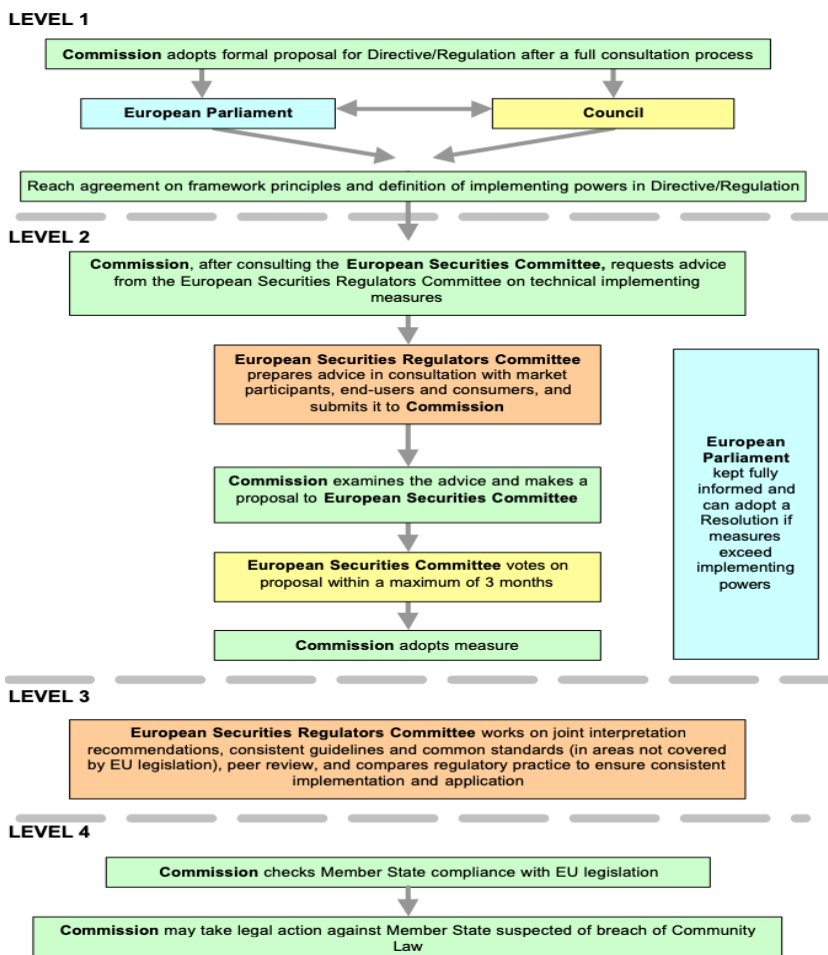 LEVEL 1
Commission adopts formal proposal for Directive/Regulation after a full consultation process
European Parliament
Council
Reach agreement on framework principles and definition of implementing powers in Directive/Regulation
LEVEL 2
Commission, after consulting the European Securities Committee, requests advice
from the European Securities Regulators Committee on technical implementing
measures
European Securities Regulators Committee
prepares advice in consultation with market
participants, end-users and consumers, and
submits it to Commission
Commission examines the advice and makes a
proposal to European Securities Committee
European Securities Committee votes on
proposal within a maximum of 3 months
Commission adopts measure
European
Parliament
kept fully
informed and
can adopt a
Resolution if
measures
exceed
implementing
powers
LEVEL 3
European Securities Regulators Committee works on joint interpretation
recommendations, consistent guidelines and common standards (in areas not covered
by EU legislation), peer review, and compares regulatory practice to ensure consistent
implementation and application
LEVEL 4
Commission checks Member State compliance with EU legislation
Commission may take legal action against Member State suspected of breach of Community
Law